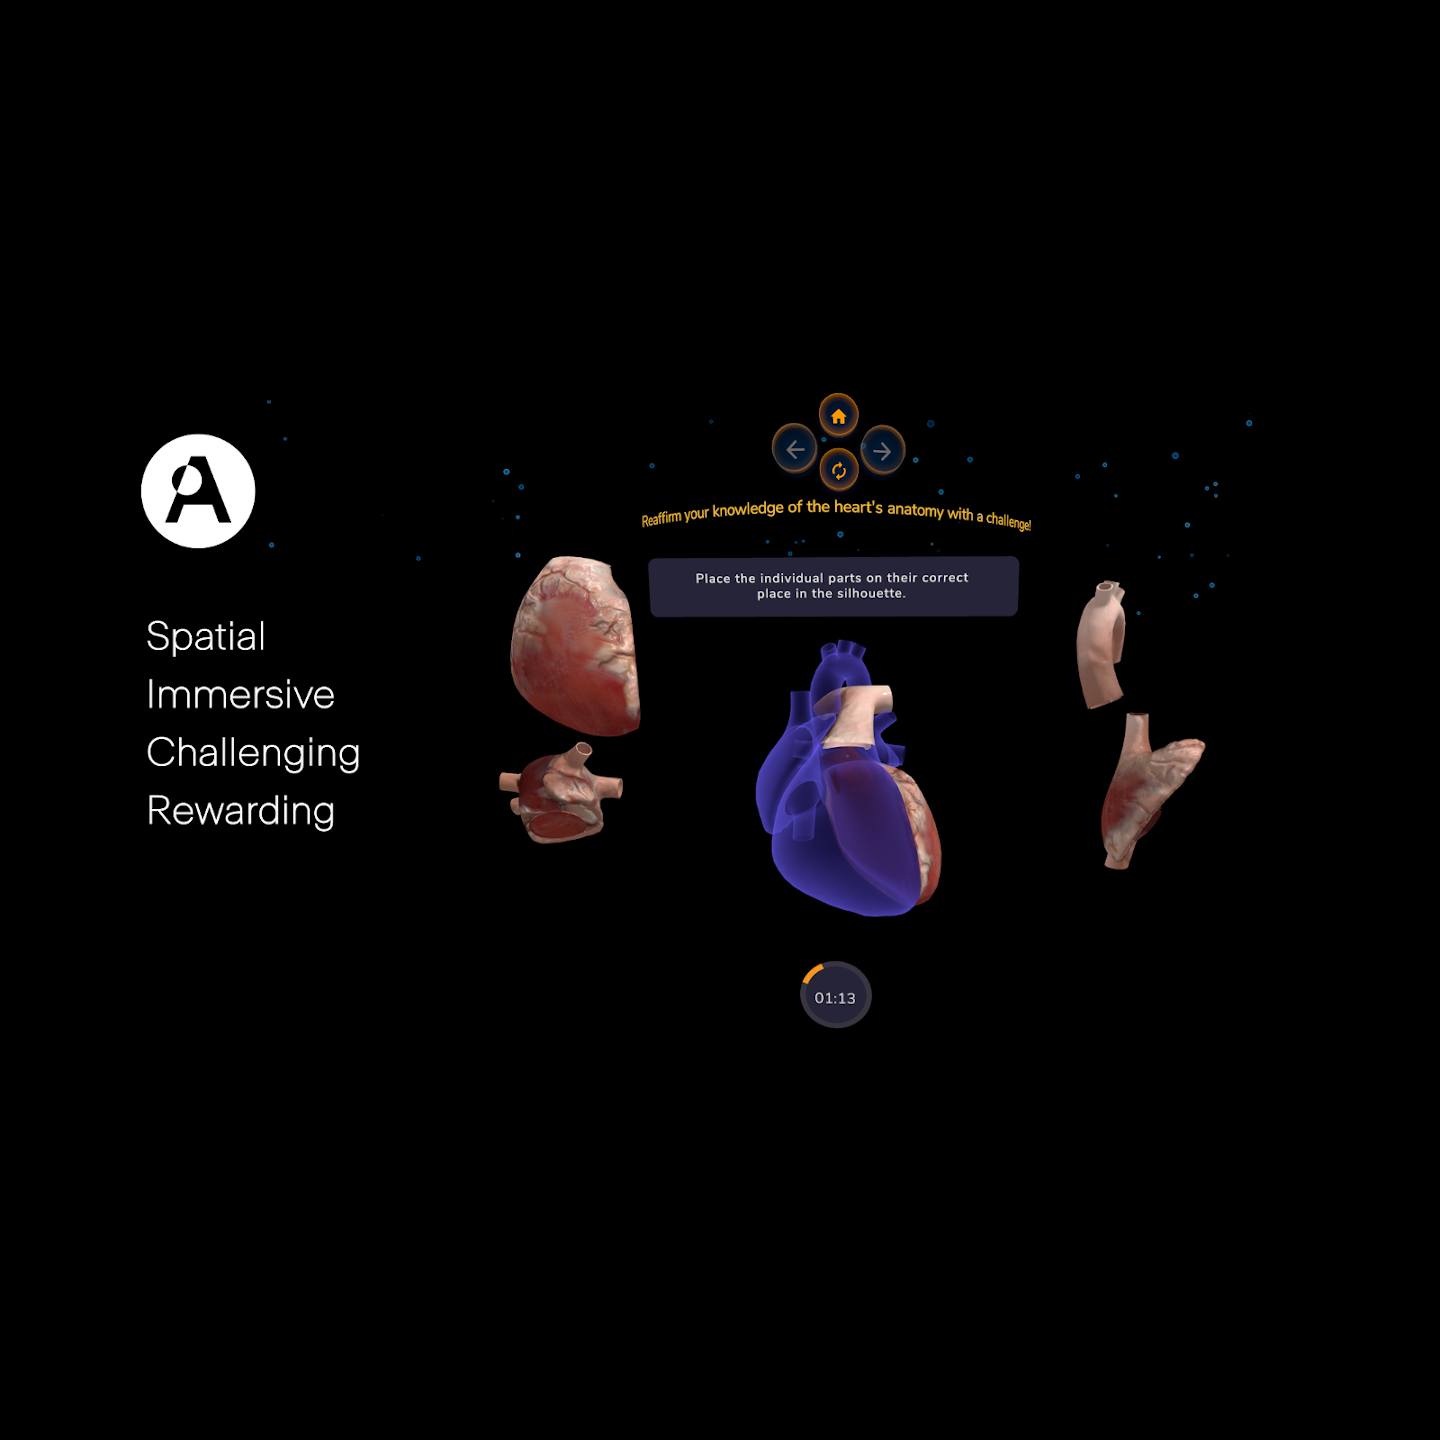 A
Spatial
Immersive
Challenging
Rewarding
Reaffirm your knowledge of the heart's anatomy with a challenge!
Place the individual parts on their correct
place in the silhouette.
01:13